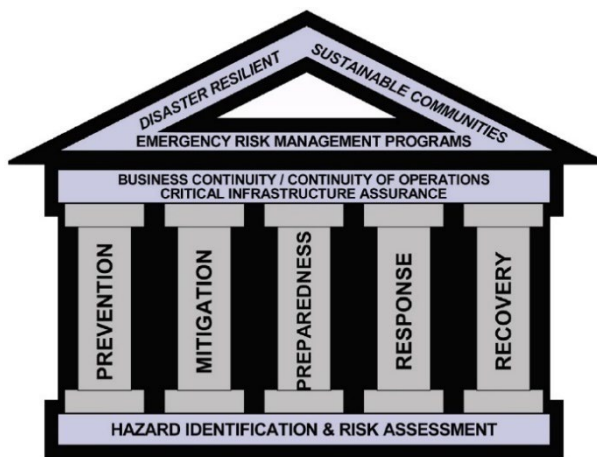 DISASTER RESILIENT
SUSTAINABLE COMMUNITIES
EMERGENCY RISK MANAGEMENT PROGRAMS
BUSINESS CONTINUITY / CONTINUITY OF OPERATIONS
CRITICAL INFRASTRUCTURE ASSURANCE
PREVENTION
MITIGATION
PREPAREDNESS
RESPONSE
RECOVERY
HAZARD IDENTIFICATION & RISK ASSESSMENT